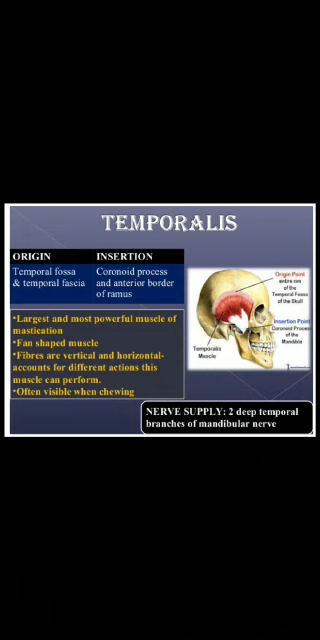 TEMPORALIS
ORIGIN INSERTION
Temporal fossa Coronoid process
& temporal fascia and anterior border
of ramus
•Largest and most powerful muscle of
mastication
•Fan shaped muscle
•Fibres are vertical and horizontal-
accounts for different actions this
muscle can perform.
•Often visible when chewing
Origin Point
entire rim
of the
Temporal Fossa
of the Skull
Insertion Point
Coronoid Process
of the
Mandible
Temporalis
Muscle
NERVE SUPPLY: 2 deep temporal
branches of mandibular nerve